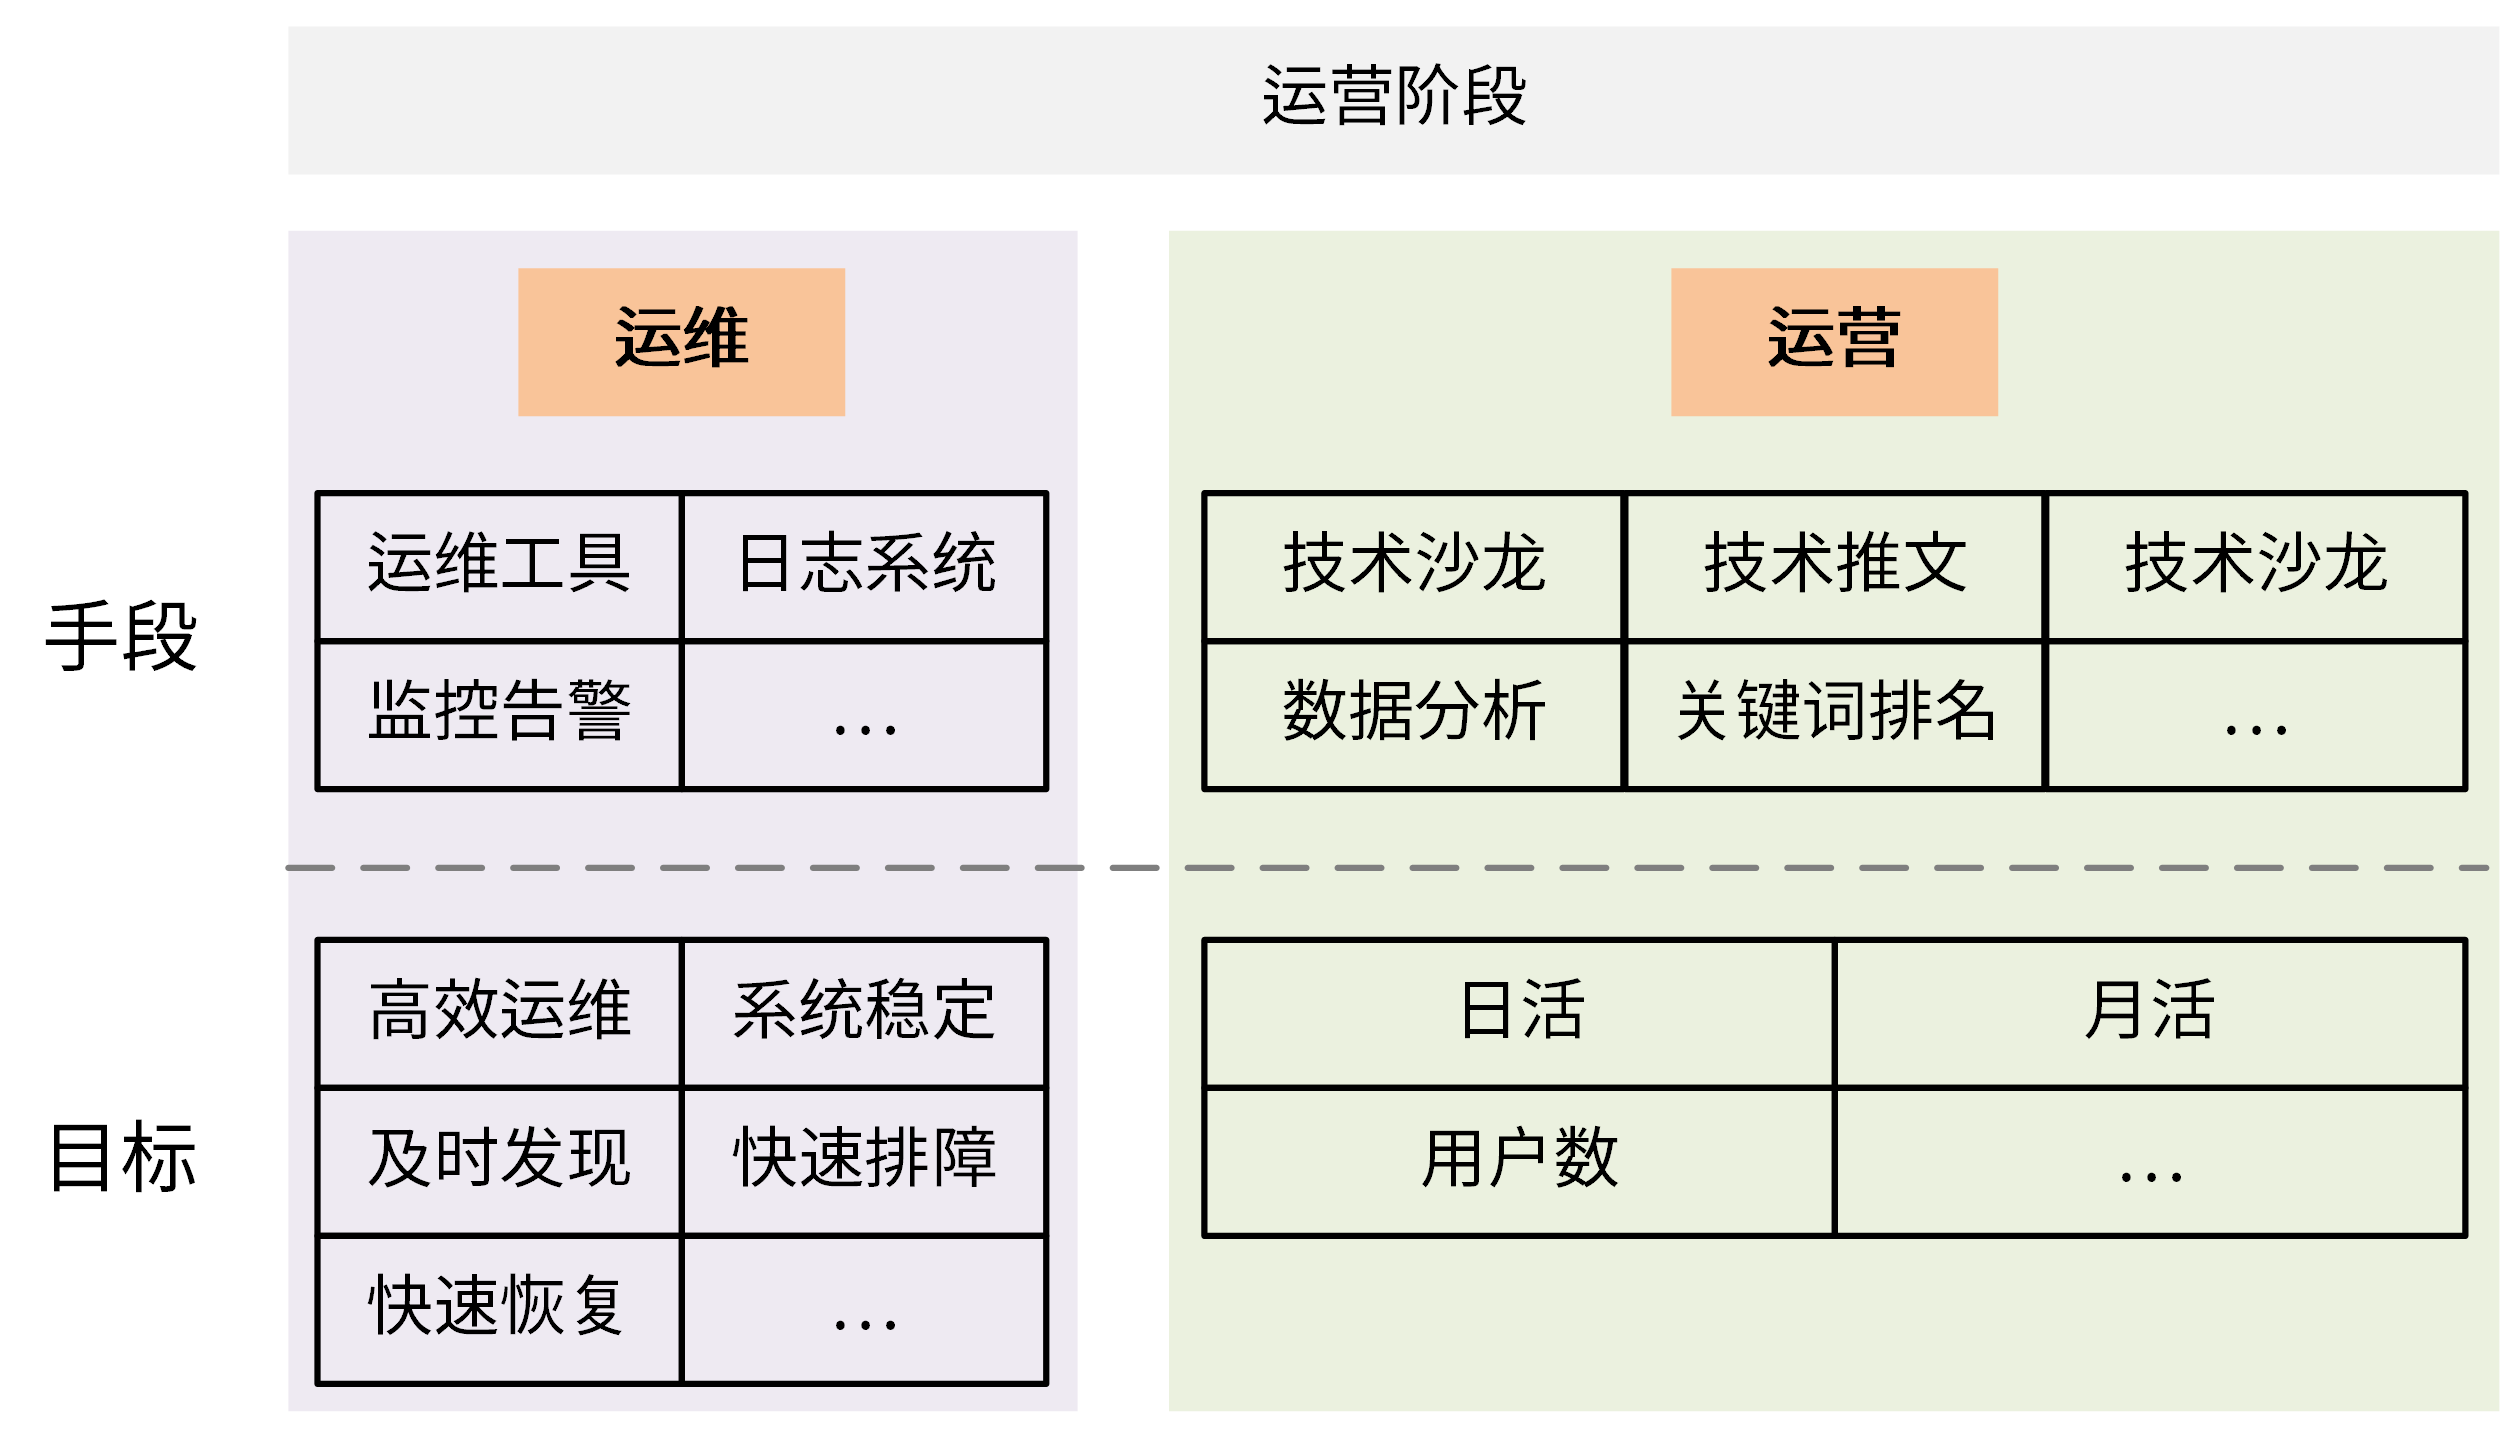 运营阶段
运维
运营
手段
运维工具 日志系统
监控告警 ...
技术沙龙 技术推文 技术沙龙
数据分析 关键词排名 ...
目标
高效运维 系统稳定
及时发现 快速排障
快速恢复 ...
日活 月活
用户数 ...